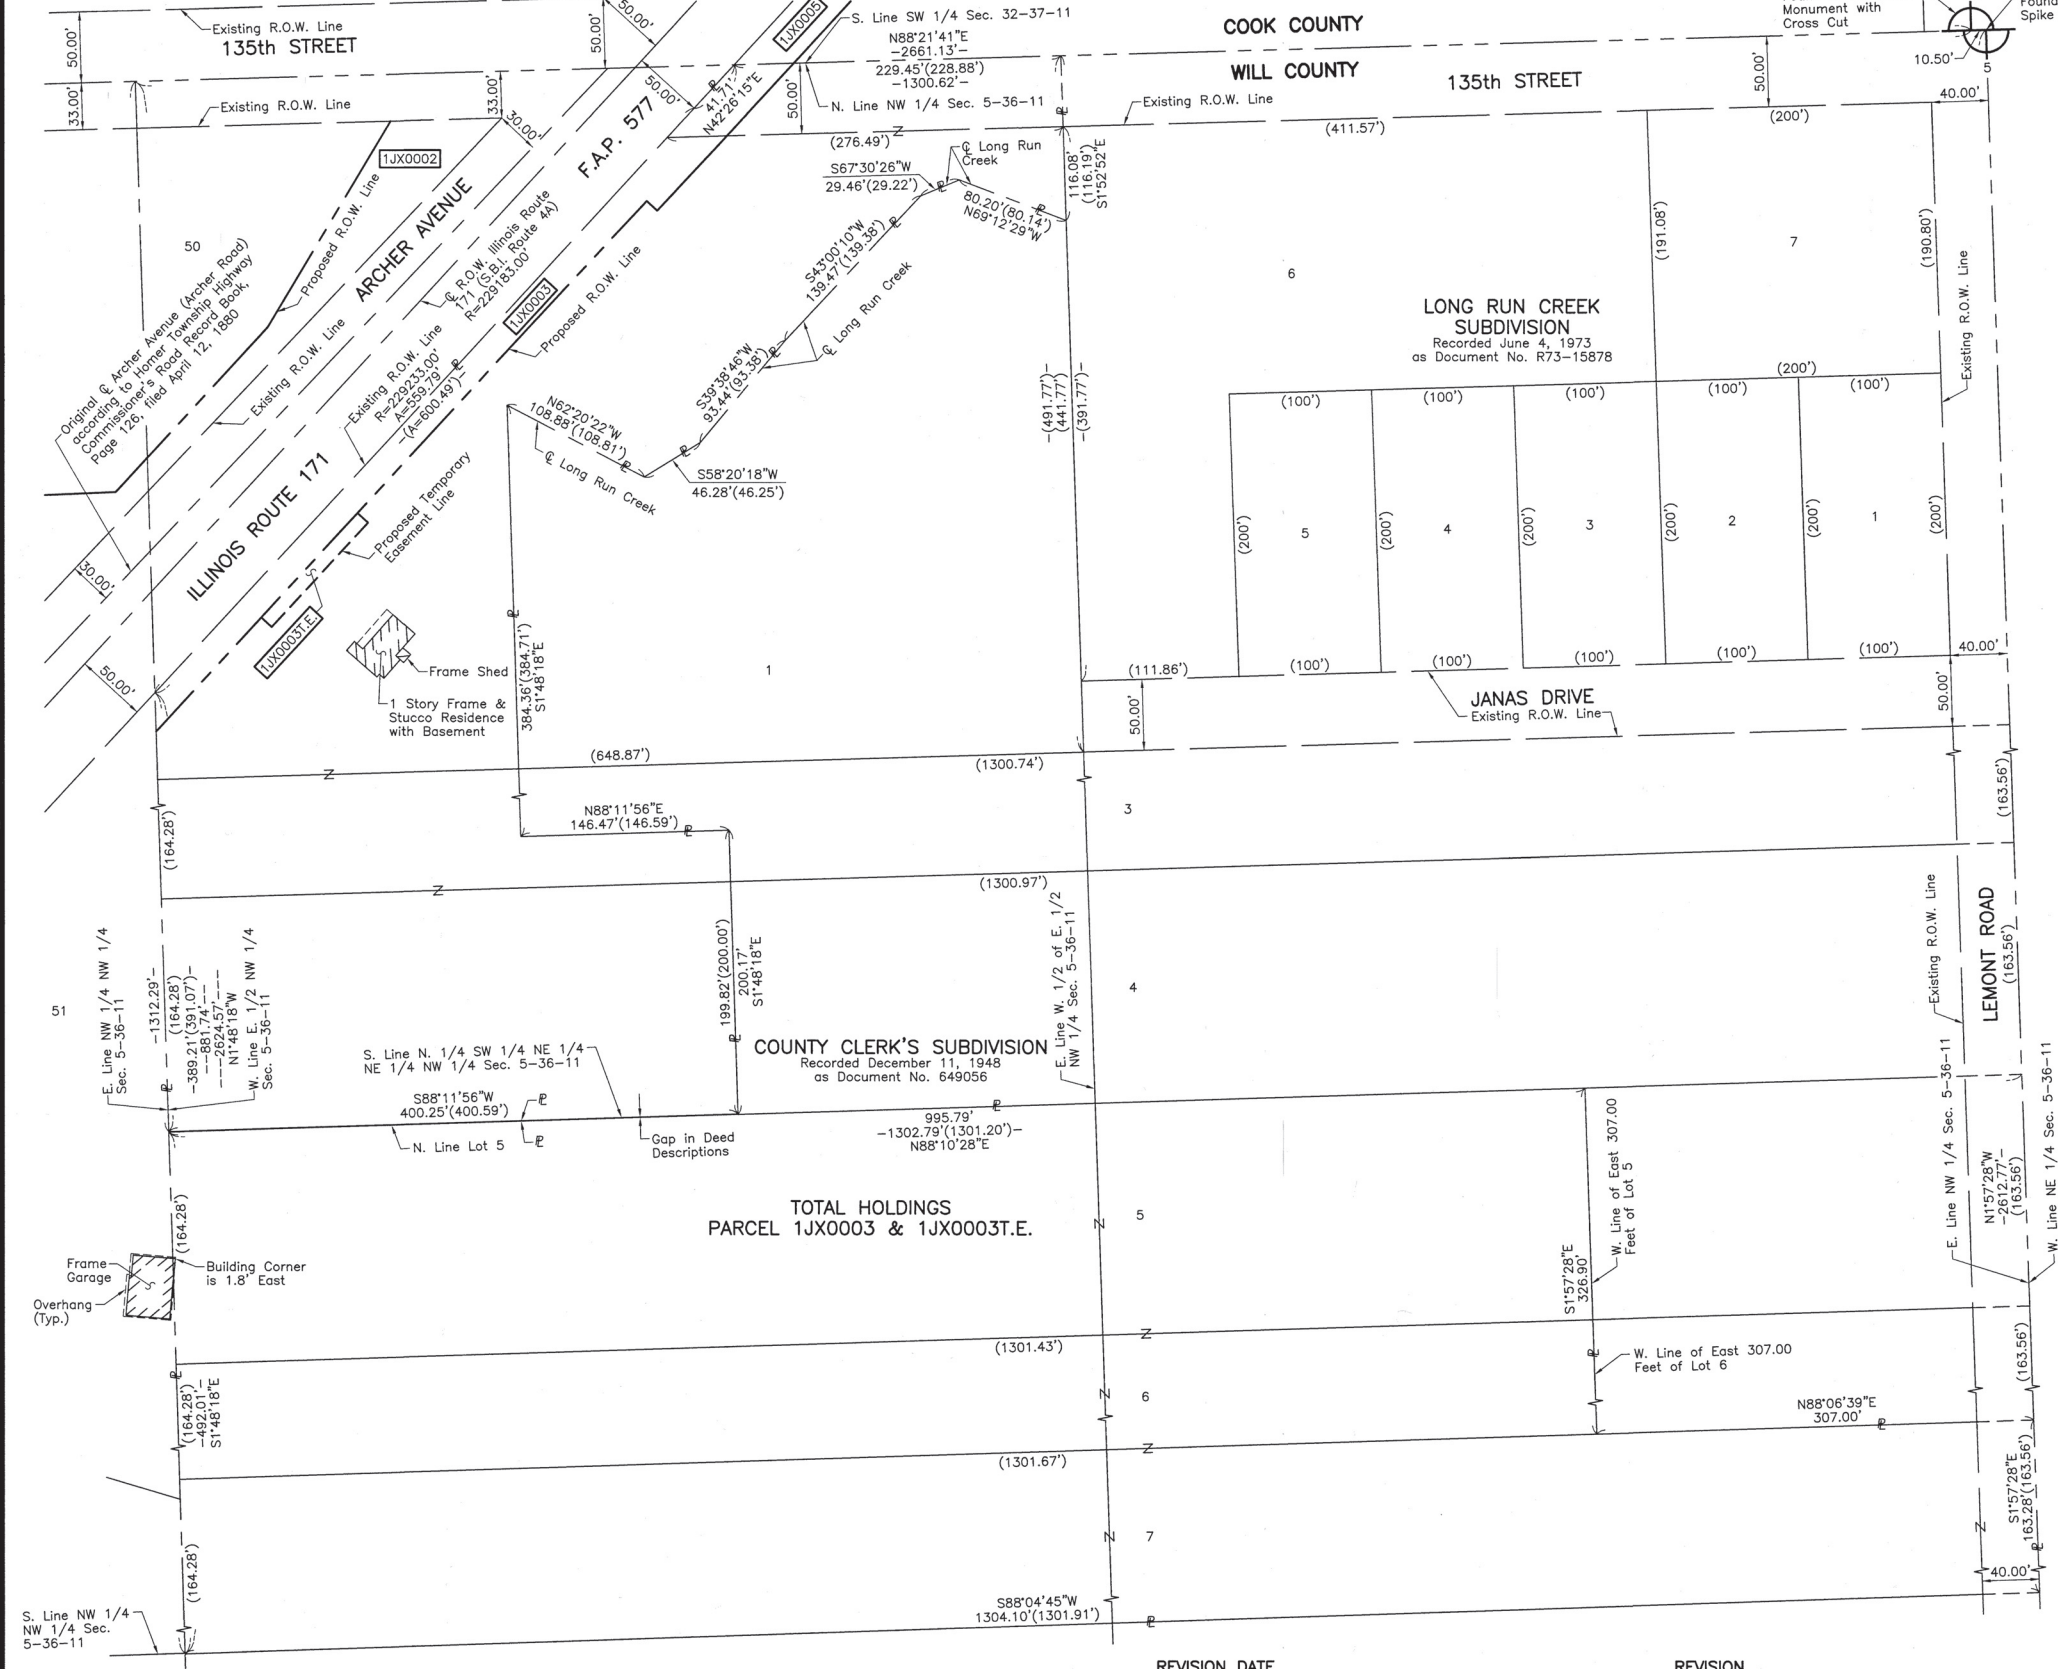 Existing R.O.W. Line
135th STREET
50.00'
33.00'
Existing R.O.W. Line
33.00'
50.00'
50.00'
50.00'
30.00'
1JX0005
S. Line SW 1/4 Sec. 32-37-11
N88°21'41"E
-2661.13'-
229.45'(228.88')
-1300.62'-
N. Line NW 1/4 Sec. 5-36-11
50.00'
41.71'
N42°26'15"E
COOK COUNTY
WILL COUNTY
135th STREET
Existing R.O.W. Line
(276.49')
(411.57')
50.00'
(200')
Monument with
Cross Cut
Found
Spike
10.50'
5
40.00'
1JX0002
50
Proposed R.O.W. Line
ARCHER AVENUE
F.A.P. 577
℄ R.O.W. Illinois Route
171 (S.B.I. Route 4A)
R=229183.00'
1JX0003
Proposed R.O.W. Line
Original ℄ Archer Avenue (Archer Road)
according to Homer Township Highway
Commissioner's Road Record Book,
Page 126, filed April 12, 1880
Existing R.O.W. Line
Existing R.O.W. Line
R=229233.00'
A=559.79'
-(A=600.49')-
ILLINOIS ROUTE 171
Proposed Temporary
Easement Line
30.00'
50.00'
1JX0003T.E.
Frame Shed
1 Story Frame &
Stucco Residence
with Basement
℄ Long Run
Creek
S67°30'26"W
29.46'(29.22')
80.20'(80.14')
N69°12'29"W
116.08'
(116.19')
S1°52'52"E
S43°00'10"W
139.47'(139.38')
℄ Long Run Creek
S39°38'46"W
93.44'(93.38')
N62°20'22"W
108.88'(108.81')
℄ Long Run Creek
S58°20'18"W
46.28'(46.25')
-(491.77')-
(441.77')
-(391.77')-
384.36'(384.71')
S1°48'18"E
1
6
(191.08')
7
(190.80')
LONG RUN CREEK
SUBDIVISION
Recorded June 4, 1973
as Document No. R73-15878
Existing R.O.W. Line
(200')
(100')
(100')
(100')
(100')
(100')
(200')
5
(200')
4
(200')
3
(200')
2
(200')
1
(200')
(111.86')
(100')
(100')
(100')
(100')
(100')
40.00'
50.00'
JANAS DRIVE
Existing R.O.W. Line
50.00'
(648.87')
(1300.74')
(164.28')
N88°11'56"E
146.47'(146.59')
3
(163.56')
(1300.97')
E. Line NW 1/4 NW 1/4
Sec. 5-36-11
-1312.29'-
(164.28')
-389.21'(391.07')-
---881.74'---
---2624.57'----
N1°48'18"W
W. Line E. 1/2 NW 1/4
Sec. 5-36-11
51
199.82'(200.00')
200.17'
S1°48'18"E
E. Line W. 1/2 of E. 1/2
NW 1/4 Sec. 5-36-11
4
Existing R.O.W. Line
LEMONT ROAD
(163.56')
S. Line N. 1/4 SW 1/4 NE 1/4
NE 1/4 NW 1/4 Sec. 5-36-11
COUNTY CLERK'S SUBDIVISION
Recorded December 11, 1948
as Document No. 649056
S88°11'56"W
400.25'(400.59')
N. Line Lot 5
Gap in Deed
Descriptions
995.79'
-1302.79'(1301.20')-
N88°10'28"E
TOTAL HOLDINGS
PARCEL 1JX0003 & 1JX0003T.E.
5
S1°57'28"E
326.90'
W. Line of East 307.00
Feet of Lot 5
E. Line NW 1/4 Sec. 5-36-11
N1°57'28"W
-2612.77'-
(163.56')
W. Line NE 1/4 Sec. 5-36-11
(164.28')
Frame
Garage
Building Corner
is 1.8' East
Overhang
(Typ.)
(1301.43')
W. Line of East 307.00
Feet of Lot 6
(163.56')
(164.28')
-492.01'-
S1°48'18"E
6
N88°06'39"E
307.00'
(1301.67')
S1°57'28"E
163.28'(163.56')
7
(164.28')
40.00'
S88°04'45"W
1304.10'(1301.91')
S. Line NW 1/4
NW 1/4 Sec.
5-36-11
REVISION DATE
REVISION